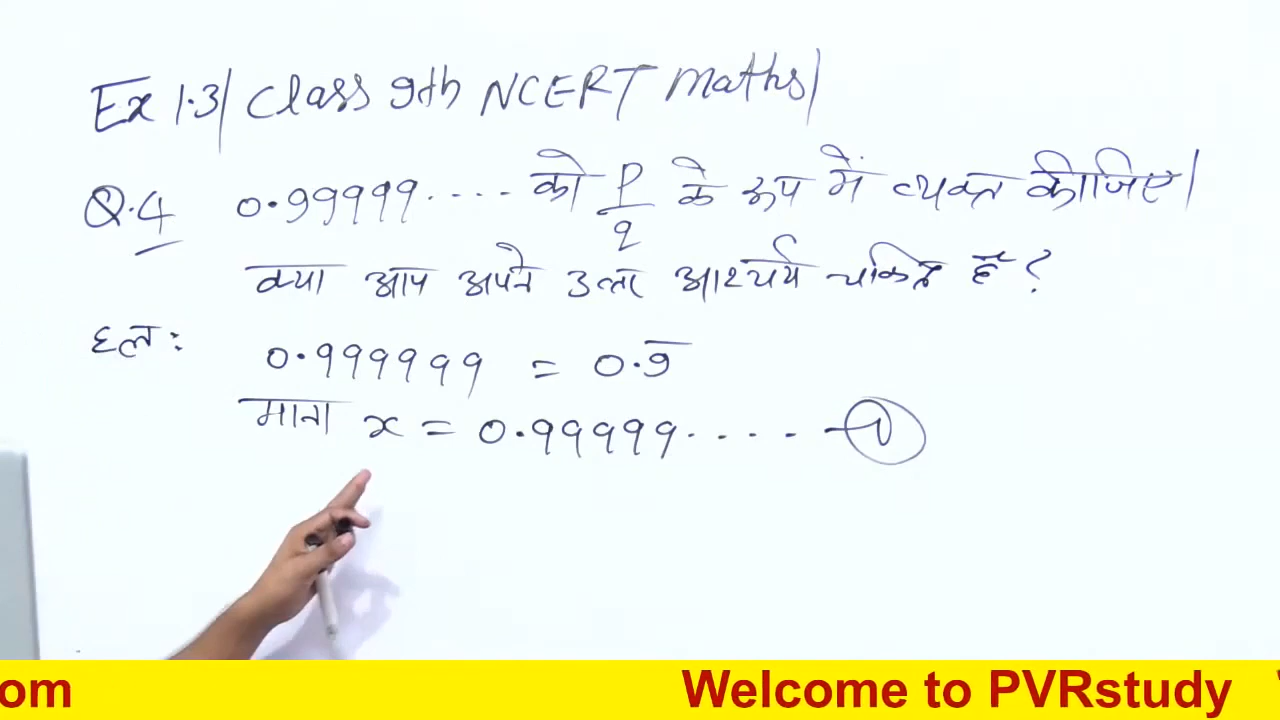 Ex 1.3| Class 9th NCERT Maths|
Q.4 0.99999.... को p/q के रूप में व्यक्त कीजिए|
क्या आप अपने उत्तर आश्चर्य चकित हैं ?
हल :
0.999999 = 0.9̅
माना x = 0.99999.... —①
om Welcome to PVRstudy